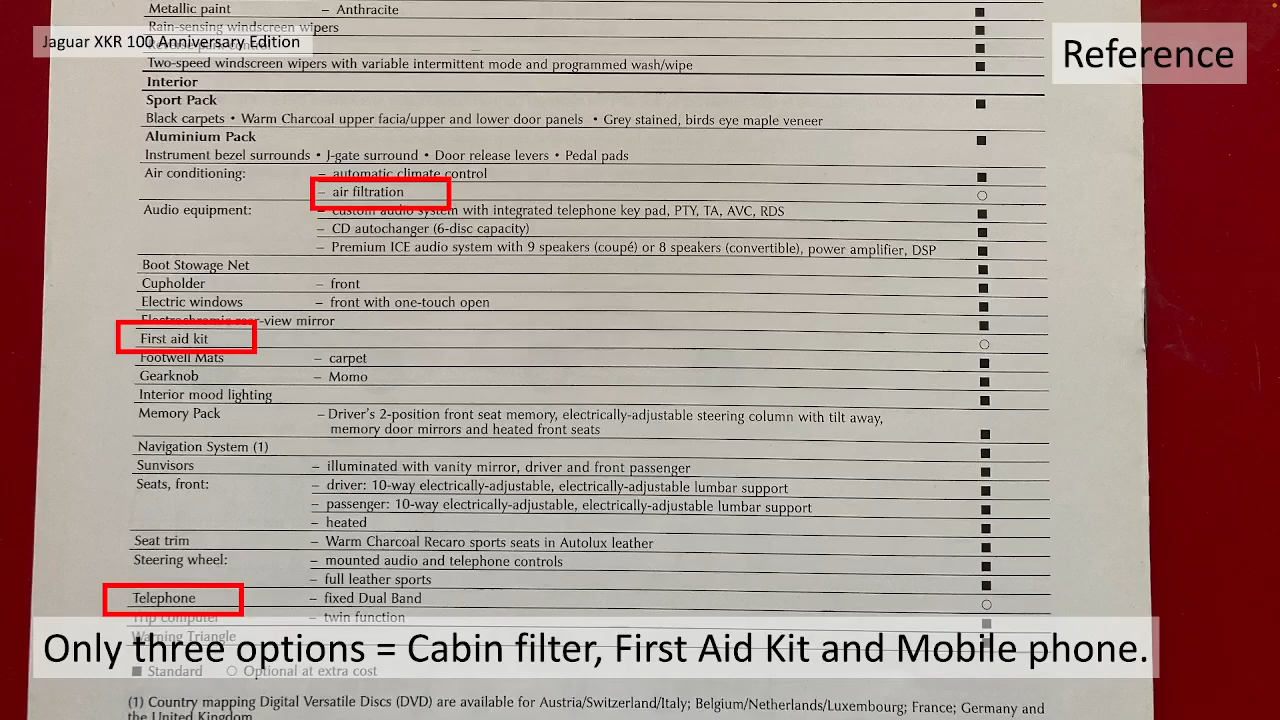 Metallic paint – Anthracite ■
Rain-sensing windscreen wipers ■
Jaguar XKR 100 Anniversary Edition
Reference
Reverse park control ■
Two-speed windscreen wipers with variable intermittent mode and programmed wash/wipe ■
Interior
Sport Pack ■
Black carpets • Warm Charcoal upper facia/upper and lower door panels • Grey stained, birds eye maple veneer
Aluminium Pack ■
Instrument bezel surrounds • J-gate surround • Door release levers • Pedal pads
Air conditioning: – automatic climate control ■
– air filtration ○
Audio equipment: – custom audio system with integrated telephone key pad, PTY, TA, AVC, RDS ■
– CD autochanger (6-disc capacity) ■
– Premium ICE audio system with 9 speakers (coupé) or 8 speakers (convertible), power amplifier, DSP ■
Boot Stowage Net ■
Cupholder – front ■
Electric windows – front with one-touch open ■
Electrochromic rear-view mirror ■
First aid kit ○
Footwell Mats – carpet ■
Gearknob – Momo ■
Interior mood lighting ■
Memory Pack – Driver's 2-position front seat memory, electrically-adjustable steering column with tilt away,
memory door mirrors and heated front seats ■
Navigation System (1) ■
Sunvisors – illuminated with vanity mirror, driver and front passenger ■
Seats, front: – driver: 10-way electrically-adjustable, electrically-adjustable lumbar support ■
– passenger: 10-way electrically-adjustable, electrically-adjustable lumbar support ■
– heated ■
Seat trim – Warm Charcoal Recaro sports seats in Autolux leather ■
Steering wheel: – mounted audio and telephone controls ■
– full leather sports ■
Telephone – fixed Dual Band ○
Trip computer – twin function ■
Warning Triangle ■
Only three options = Cabin filter, First Aid Kit and Mobile phone.
■ Standard ○ Optional at extra cost
(1) Country mapping Digital Versatile Discs (DVD) are available for Austria/Switzerland/Italy; Belgium/Netherlands/Luxembourg; France; Germany and
the United Kingdom